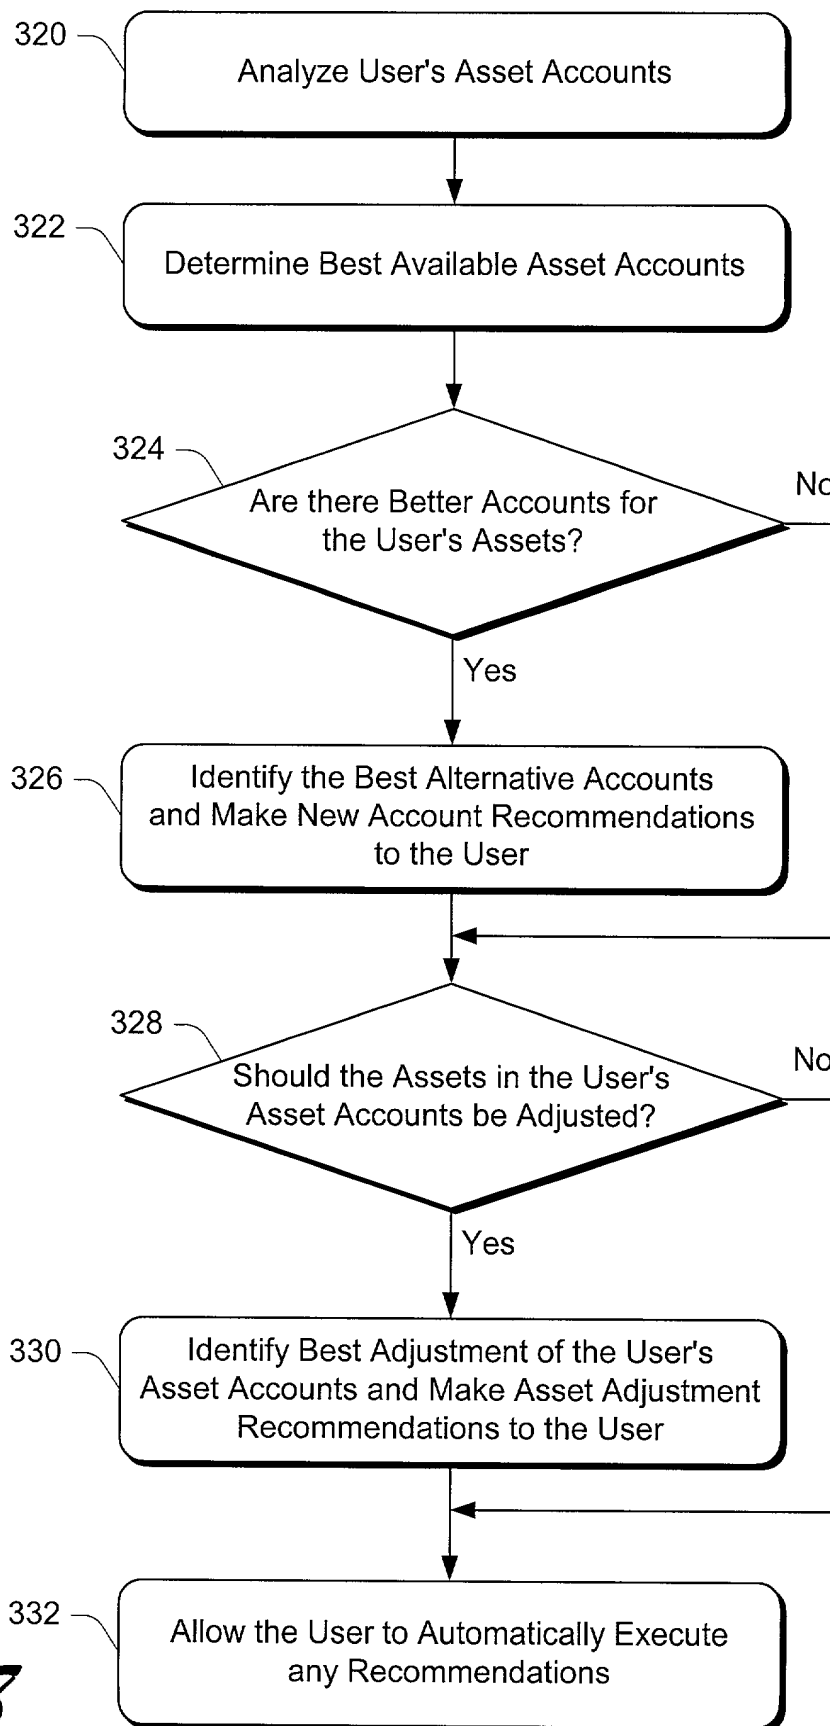 320
Analyze User's Asset Accounts
322
Determine Best Available Asset Accounts
324
Are there Better Accounts for
the User's Assets?
No
Yes
326
Identify the Best Alternative Accounts
and Make New Account Recommendations
to the User
328
Should the Assets in the User's
Asset Accounts be Adjusted?
No
Yes
330
Identify Best Adjustment of the User's
Asset Accounts and Make Asset Adjustment
Recommendations to the User
332
Allow the User to Automatically Execute
any Recommendations